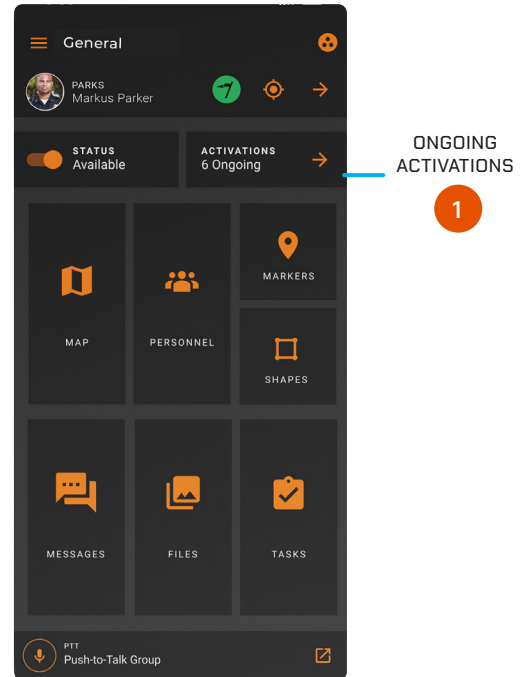 General
PARKS
Markus Parker
STATUS
Available
ACTIVATIONS
6 Ongoing
ONGOING
ACTIVATIONS
1
MAP
PERSONNEL
MARKERS
SHAPES
MESSAGES
FILES
TASKS
PTT
Push-to-Talk Group